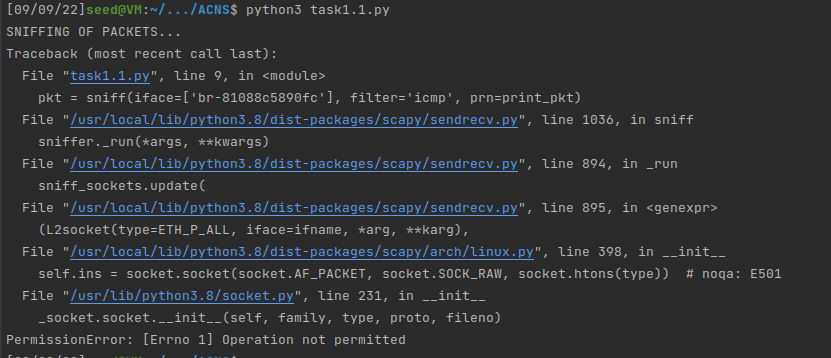 [09/09/22]seed@VM:~/.../ACNS$ python3 task1.1.py
SNIFFING OF PACKETS...
Traceback (most recent call last):
  File "task1.1.py", line 9, in <module>
    pkt = sniff(iface=['br-81088c5890fc'], filter='icmp', prn=print_pkt)
  File "/usr/local/lib/python3.8/dist-packages/scapy/sendrecv.py", line 1036, in sniff
    sniffer._run(*args, **kwargs)
  File "/usr/local/lib/python3.8/dist-packages/scapy/sendrecv.py", line 894, in _run
    sniff_sockets.update(
  File "/usr/local/lib/python3.8/dist-packages/scapy/sendrecv.py", line 895, in <genexpr>
    (L2socket(type=ETH_P_ALL, iface=ifname, *arg, **karg),
  File "/usr/local/lib/python3.8/dist-packages/scapy/arch/linux.py", line 398, in __init__
    self.ins = socket.socket(socket.AF_PACKET, socket.SOCK_RAW, socket.htons(type))  # noqa: E501
  File "/usr/lib/python3.8/socket.py", line 231, in __init__
    _socket.socket.__init__(self, family, type, proto, fileno)
PermissionError: [Errno 1] Operation not permitted